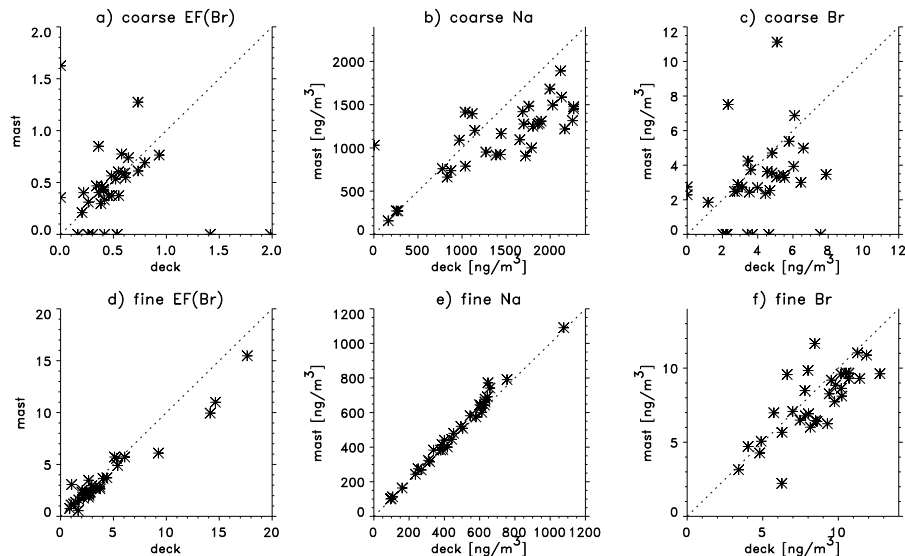 a) coarse EF(Br)
2.0
1.5
1.0
0.5
0.0
mast
0.0 0.5 1.0 1.5 2.0
deck
b) coarse Na
2000
1500
1000
500
0
mast [ng/m³]
0 500 1000 1500 2000
deck [ng/m³]
c) coarse Br
12
10
8
6
4
2
0
mast [ng/m³]
0 2 4 6 8 10 12
deck [ng/m³]
d) fine EF(Br)
20
15
10
5
0
mast
0 5 10 15 20
deck
e) fine Na
1200
1000
800
600
400
200
0
mast [ng/m³]
0 200 400 600 800 1000 1200
deck [ng/m³]
f) fine Br
10
5
0
mast [ng/m³]
0 5 10
deck [ng/m³]